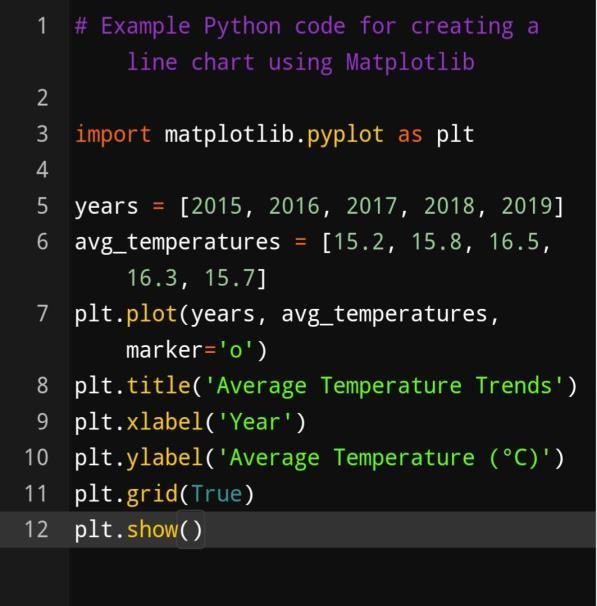 1 # Example Python code for creating a
line chart using Matplotlib
2
3 import matplotlib.pyplot as plt
4
5 years = [2015, 2016, 2017, 2018, 2019]
6 avg_temperatures = [15.2, 15.8, 16.5,
16.3, 15.7]
7 plt.plot(years, avg_temperatures,
marker='o')
8 plt.title('Average Temperature Trends')
9 plt.xlabel('Year')
10 plt.ylabel('Average Temperature (°C)')
11 plt.grid(True)
12 plt.show()